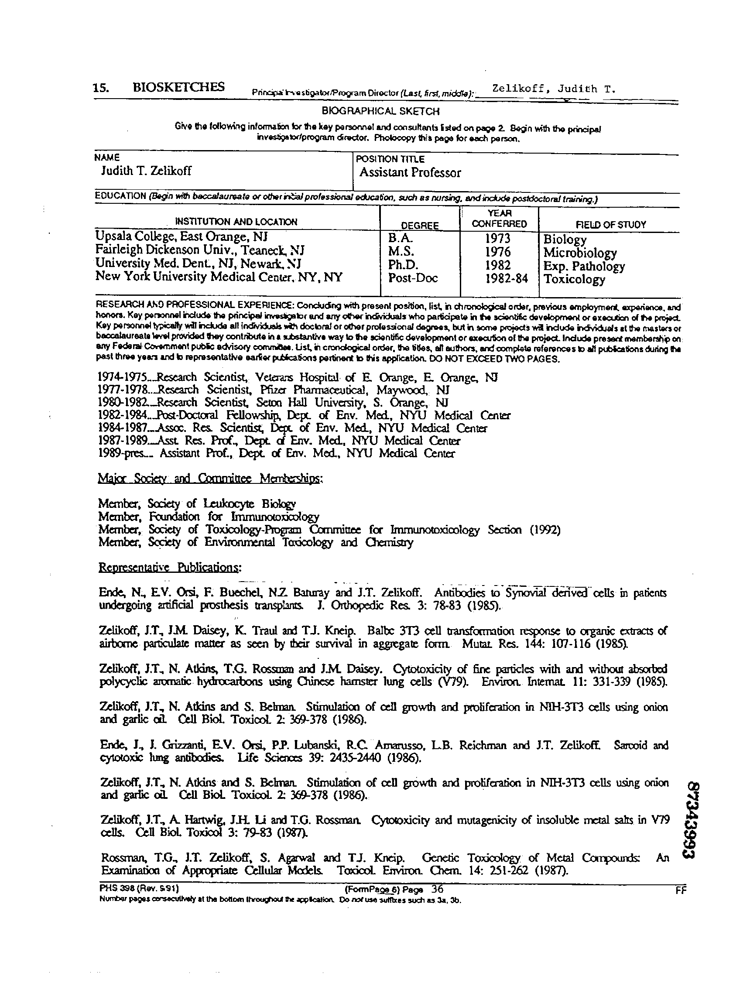 15. BIOSKETCHES Principal Investigator/Program Director (Last, first, middle): Zelikoff, Judith T.
BIOGRAPHICAL SKETCH
Give the following information for the key personnel and consultants listed on page 2. Begin with the principal
investigator/program director. Photocopy this page for each person.
NAME POSITION TITLE
Judith T. Zelikoff Assistant Professor
EDUCATION (Begin with baccalaureate or other initial professional education, such as nursing, and include postdoctoral training.)
INSTITUTION AND LOCATION DEGREE YEAR CONFERRED FIELD OF STUDY
Upsala College, East Orange, NJ B.A. 1973 Biology
Fairleigh Dickenson Univ., Teaneck, NJ M.S. 1976 Microbiology
University Med. Dent., NJ, Newark, NJ Ph.D. 1982 Exp. Pathology
New York University Medical Center, NY, NY Post-Doc 1982-84 Toxicology
RESEARCH AND PROFESSIONAL EXPERIENCE: Concluding with present position, list, in chronological order, previous employment, experience, and
honors. Key personnel include the principal investigator and any other individuals who participate in the scientific development or execution of the project.
Key personnel typically will include all individuals with doctoral or other professional degrees, but in some projects will include individuals at the masters or
baccalaureate level provided they contribute in a substantive way to the scientific development or execution of the project. Include present membership on
any Federal Government public advisory committee. List, in cronological order, the titles, all authors, and complete references to all publications during the
past three years and to representative earlier publications pertinent to this application. DO NOT EXCEED TWO PAGES.
1974-1975...Research Scientist, Veterans Hospital of E. Orange, E. Orange, NJ
1977-1978...Research Scientist, Pfizer Pharmaceutical, Maywood, NJ
1980-1982...Research Scientist, Seton Hall University, S. Orange, NJ
1982-1984...Post-Doctoral Fellowship, Dept. of Env. Med., NYU Medical Center
1984-1987...Assoc. Res. Scientist, Dept. of Env. Med., NYU Medical Center
1987-1989...Asst. Res. Prof., Dept. of Env. Med., NYU Medical Center
1989-pres.... Assistant Prof., Dept. of Env. Med., NYU Medical Center
Major Society and Committee Memberships:
Member, Society of Leukocyte Biology
Member, Foundation for Immunotoxicology
Member, Society of Toxicology-Program Committee for Immunotoxicology Section (1992)
Member, Society of Environmental Toxicology and Chemistry
Representative Publications:
Ende, N., E.V. Orsi, F. Buechel, N.Z. Baturay and J.T. Zelikoff. Antibodies to Synovial derived cells in patients
undergoing artificial prosthesis transplants. J. Orthopedic Res. 3: 78-83 (1985).
Zelikoff, J.T., J.M. Daisey, K. Traul and T.J. Kneip. Balbc 3T3 cell transformation response to organic extracts of
airborne particulate matter as seen by their survival in aggregate form. Mutat. Res. 144: 107-116 (1985).
Zelikoff, J.T., N. Atkins, T.G. Rossman and J.M. Daisey. Cytotoxicity of fine particles with and without absorbed
polycyclic aromatic hydrocarbons using Chinese hamster lung cells (V79). Environ. Internat. 11: 331-339 (1985).
Zelikoff, J.T., N. Atkins and S. Belman. Stimulation of cell growth and proliferation in NIH-3T3 cells using onion
and garlic oil. Cell Biol. Toxicol. 2: 369-378 (1986).
Ende, J., J. Grizzanti, E.V. Orsi, P.P. Lubanski, R.C. Amarusso, L.B. Reichman and J.T. Zelikoff. Sarcoid and
cytotoxic lung antibodies. Life Sciences 39: 2435-2440 (1986).
Zelikoff, J.T., N. Atkins and S. Belman. Stimulation of cell growth and proliferation in NIH-3T3 cells using onion
and garlic oil. Cell Biol. Toxicol. 2: 369-378 (1986).
Zelikoff, J.T., A. Hartwig, J.H. Li and T.G. Rossman. Cytotoxicity and mutagenicity of insoluble metal salts in V79
cells. Cell Biol. Toxicol 3: 79-83 (1987).
Rossman, T.G., J.T. Zelikoff, S. Agarwal and T.J. Kneip. Genetic Toxicology of Metal Compounds: An
Examination of Appropriate Cellular Models. Toxicol. Environ. Chem. 14: 251-262 (1987).
87343993
PHS 398 (Rev. 9/91) (FormPage 6) Page 36 FF
Number pages consecutively at the bottom throughout the application. Do not use suffixes such as 3a, 3b.